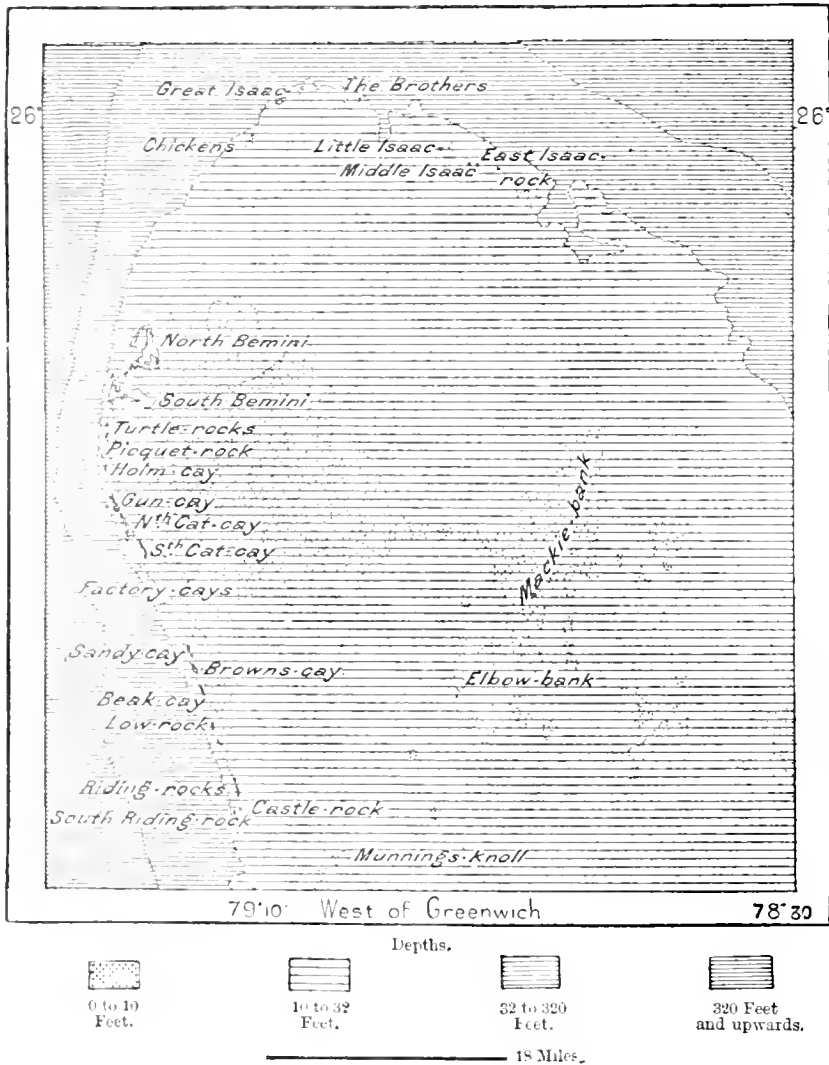 Great Isaac
The Brothers
26°
26°
Chickens
Little Isaac
East Isaac
Middle Isaac
rock
North Bemini
South Bemini
Turtle-rocks
Picquet-rock
Holm-cay
Gun-cay
Nth Cat-cay
Sth Cat-cay
Mackie-bank
Factory-cays
Sandy-cay
Browns-cay
Elbow-bank
Beak-cay
Low-rock
Riding-rocks
Castle-rock
South Riding-rock
Munnings-Knoll
79°10' West of Greenwich 78°30
Depths.
0 to 10
Feet.
10 to 32
Feet.
32 to 320
Feet.
320 Feet
and upwards.
18 Miles.